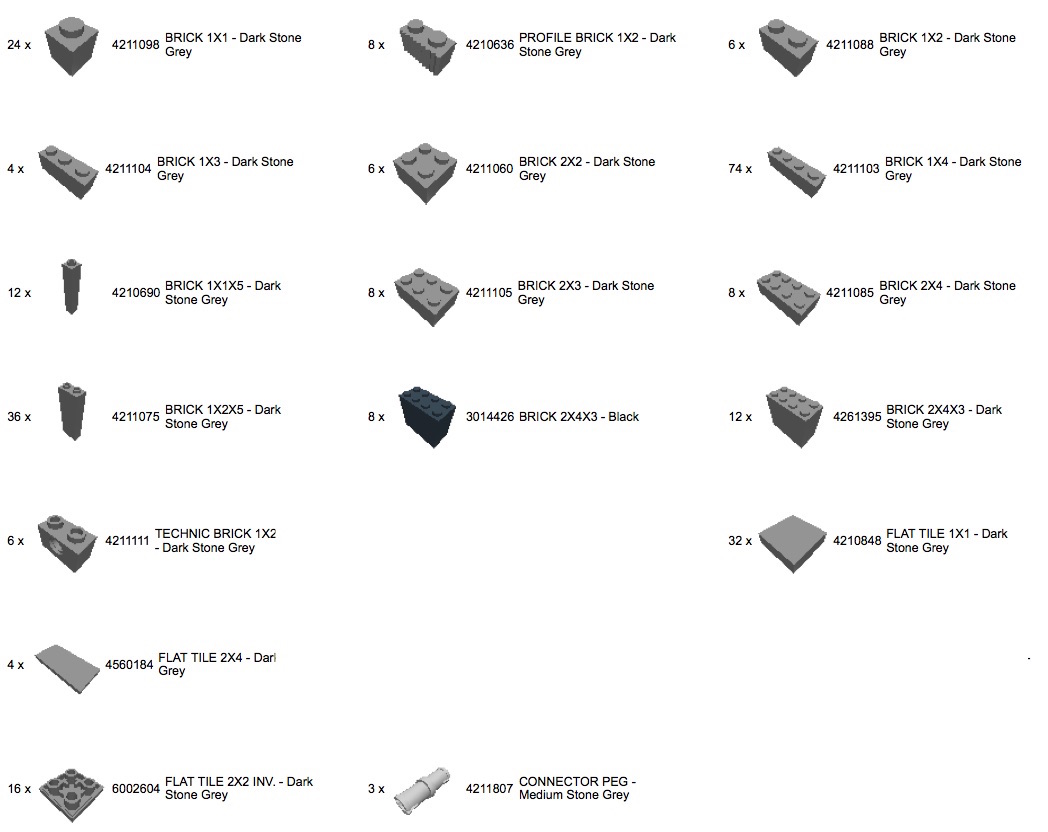 24 x 4211098 BRICK 1X1 - Dark Stone
Grey
8 x 4210636 PROFILE BRICK 1X2 - Dark
Stone Grey
6 x 4211088 BRICK 1X2 - Dark Stone
Grey
4 x 4211104 BRICK 1X3 - Dark Stone
Grey
6 x 4211060 BRICK 2X2 - Dark Stone
Grey
74 x 4211103 BRICK 1X4 - Dark Stone
Grey
12 x 4210690 BRICK 1X1X5 - Dark
Stone Grey
8 x 4211105 BRICK 2X3 - Dark Stone
Grey
8 x 4211085 BRICK 2X4 - Dark Stone
Grey
36 x 4211075 BRICK 1X2X5 - Dark
Stone Grey
8 x 3014426 BRICK 2X4X3 - Black
12 x 4261395 BRICK 2X4X3 - Dark
Stone Grey
6 x 4211111 TECHNIC BRICK 1X2
- Dark Stone Grey
32 x 4210848 FLAT TILE 1X1 - Dark
Stone Grey
4 x 4560184 FLAT TILE 2X4 -
Grey
16 x 6002604 FLAT TILE 2X2 INV. - Dark
Stone Grey
3 x 4211807 CONNECTOR PEG -
Medium Stone Grey